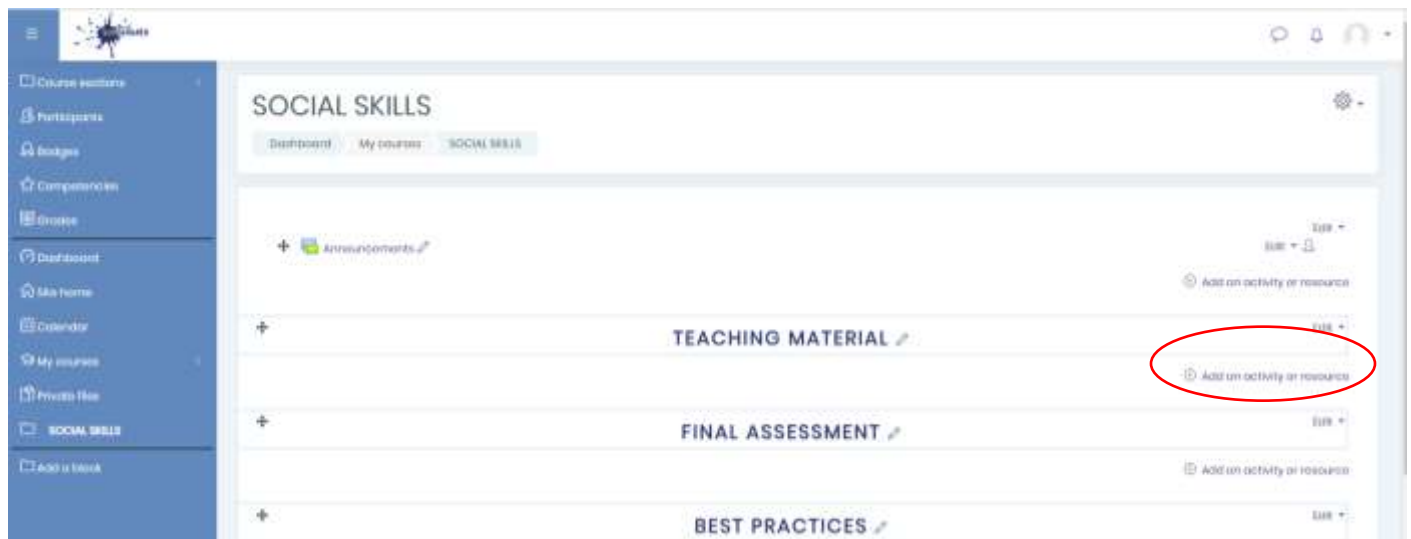 Course sections
Participants
Badges
Competencies
Grades
Dashboard
Site home
Calendar
My courses
Private files
SOCIAL SKILLS
Add a block
SOCIAL SKILLS
Dashboard My courses SOCIAL SKILLS
Edit
Announcements Edit
Add an activity or resource
TEACHING MATERIAL Edit
Add an activity or resource
FINAL ASSESSMENT Edit
Add an activity or resource
BEST PRACTICES Edit